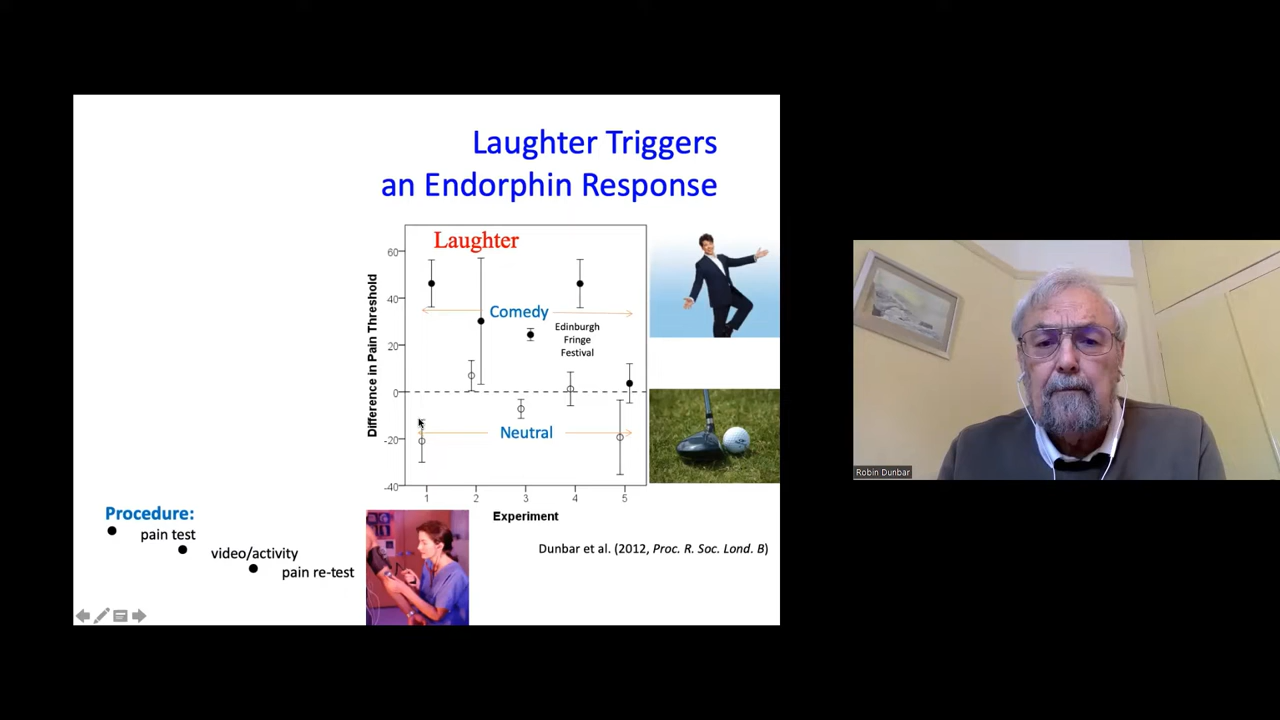 Laughter Triggers
an Endorphin Response
Laughter
60
40
20
0
-20
-40
Difference in Pain Threshold
Comedy
Edinburgh
Fringe
Festival
Neutral
1 2 3 4 5
Experiment
Procedure:
pain test
video/activity
pain re-test
Dunbar et al. (2012, Proc. R. Soc. Lond. B)
Robin Dunbar